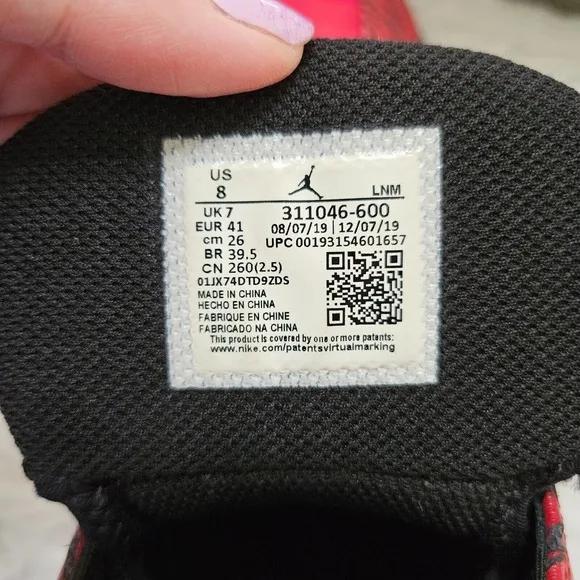 US
8
LNM
UK 7
311046-600
EUR 41
08/07/19 | 12/07/19
cm 26
UPC 00193154601657
BR 39.5
CN 260(2.5)
01JX74DTD9ZDS
MADE IN CHINA
HECHO EN CHINA
FABRIQUE EN CHINE
FABRICADO NA CHINA
This product is covered by one or more patents:
www.nike.com/patentsvirtualmarking